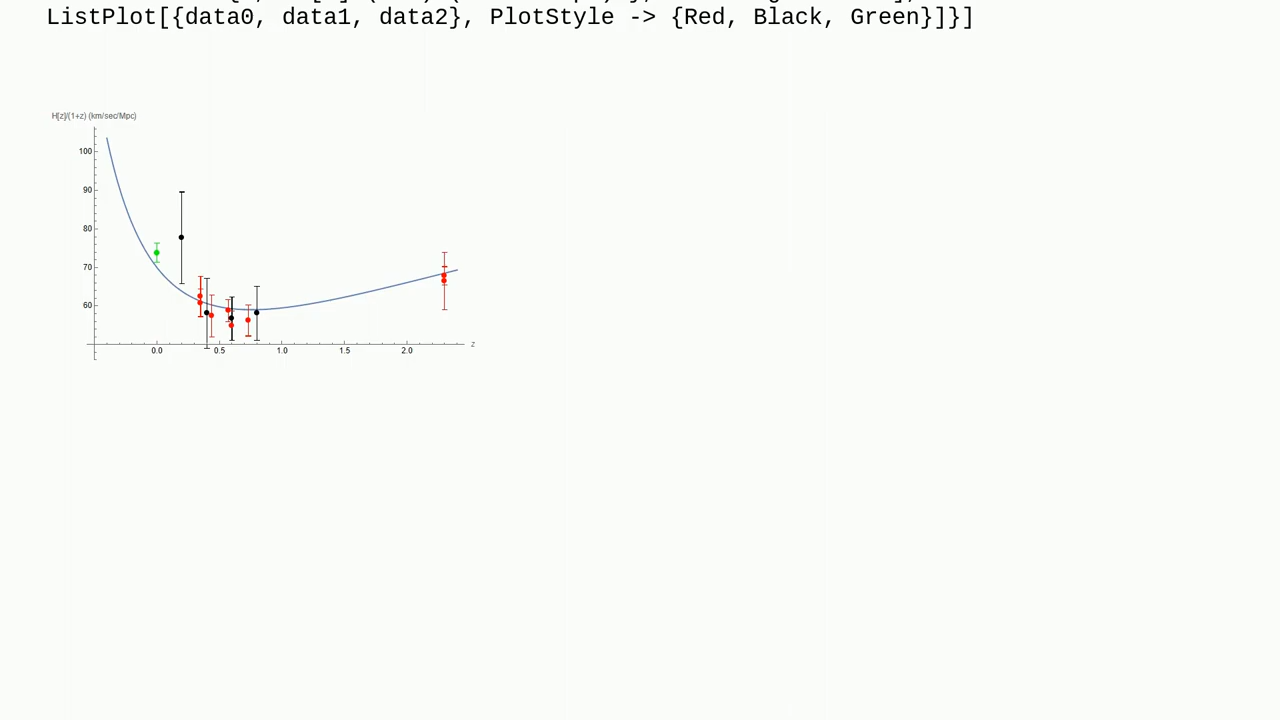 ListPlot[{data0, data1, data2}, PlotStyle -> {Red, Black, Green}]}]
H[z]/(1+z) (km/sec/Mpc)
100
90
80
70
60
0.0 0.5 1.0 1.5 2.0 z